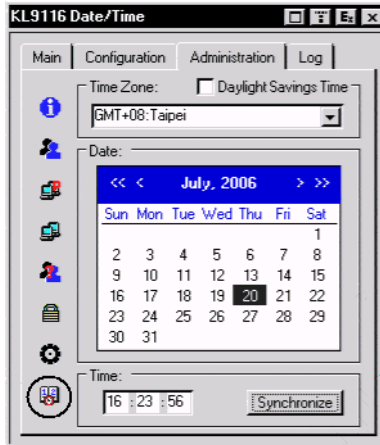 KL9116 Date/Time
Main Configuration Administration Log
Time Zone: Daylight Savings Time
GMT+08:Taipei
Date:
<< < July, 2006 > >>
Sun Mon Tue Wed Thu Fri Sat
1
2 3 4 5 6 7 8
9 10 11 12 13 14 15
16 17 18 19 20 21 22
23 24 25 26 27 28 29
30 31
Time:
16 : 23 : 56 Synchronize